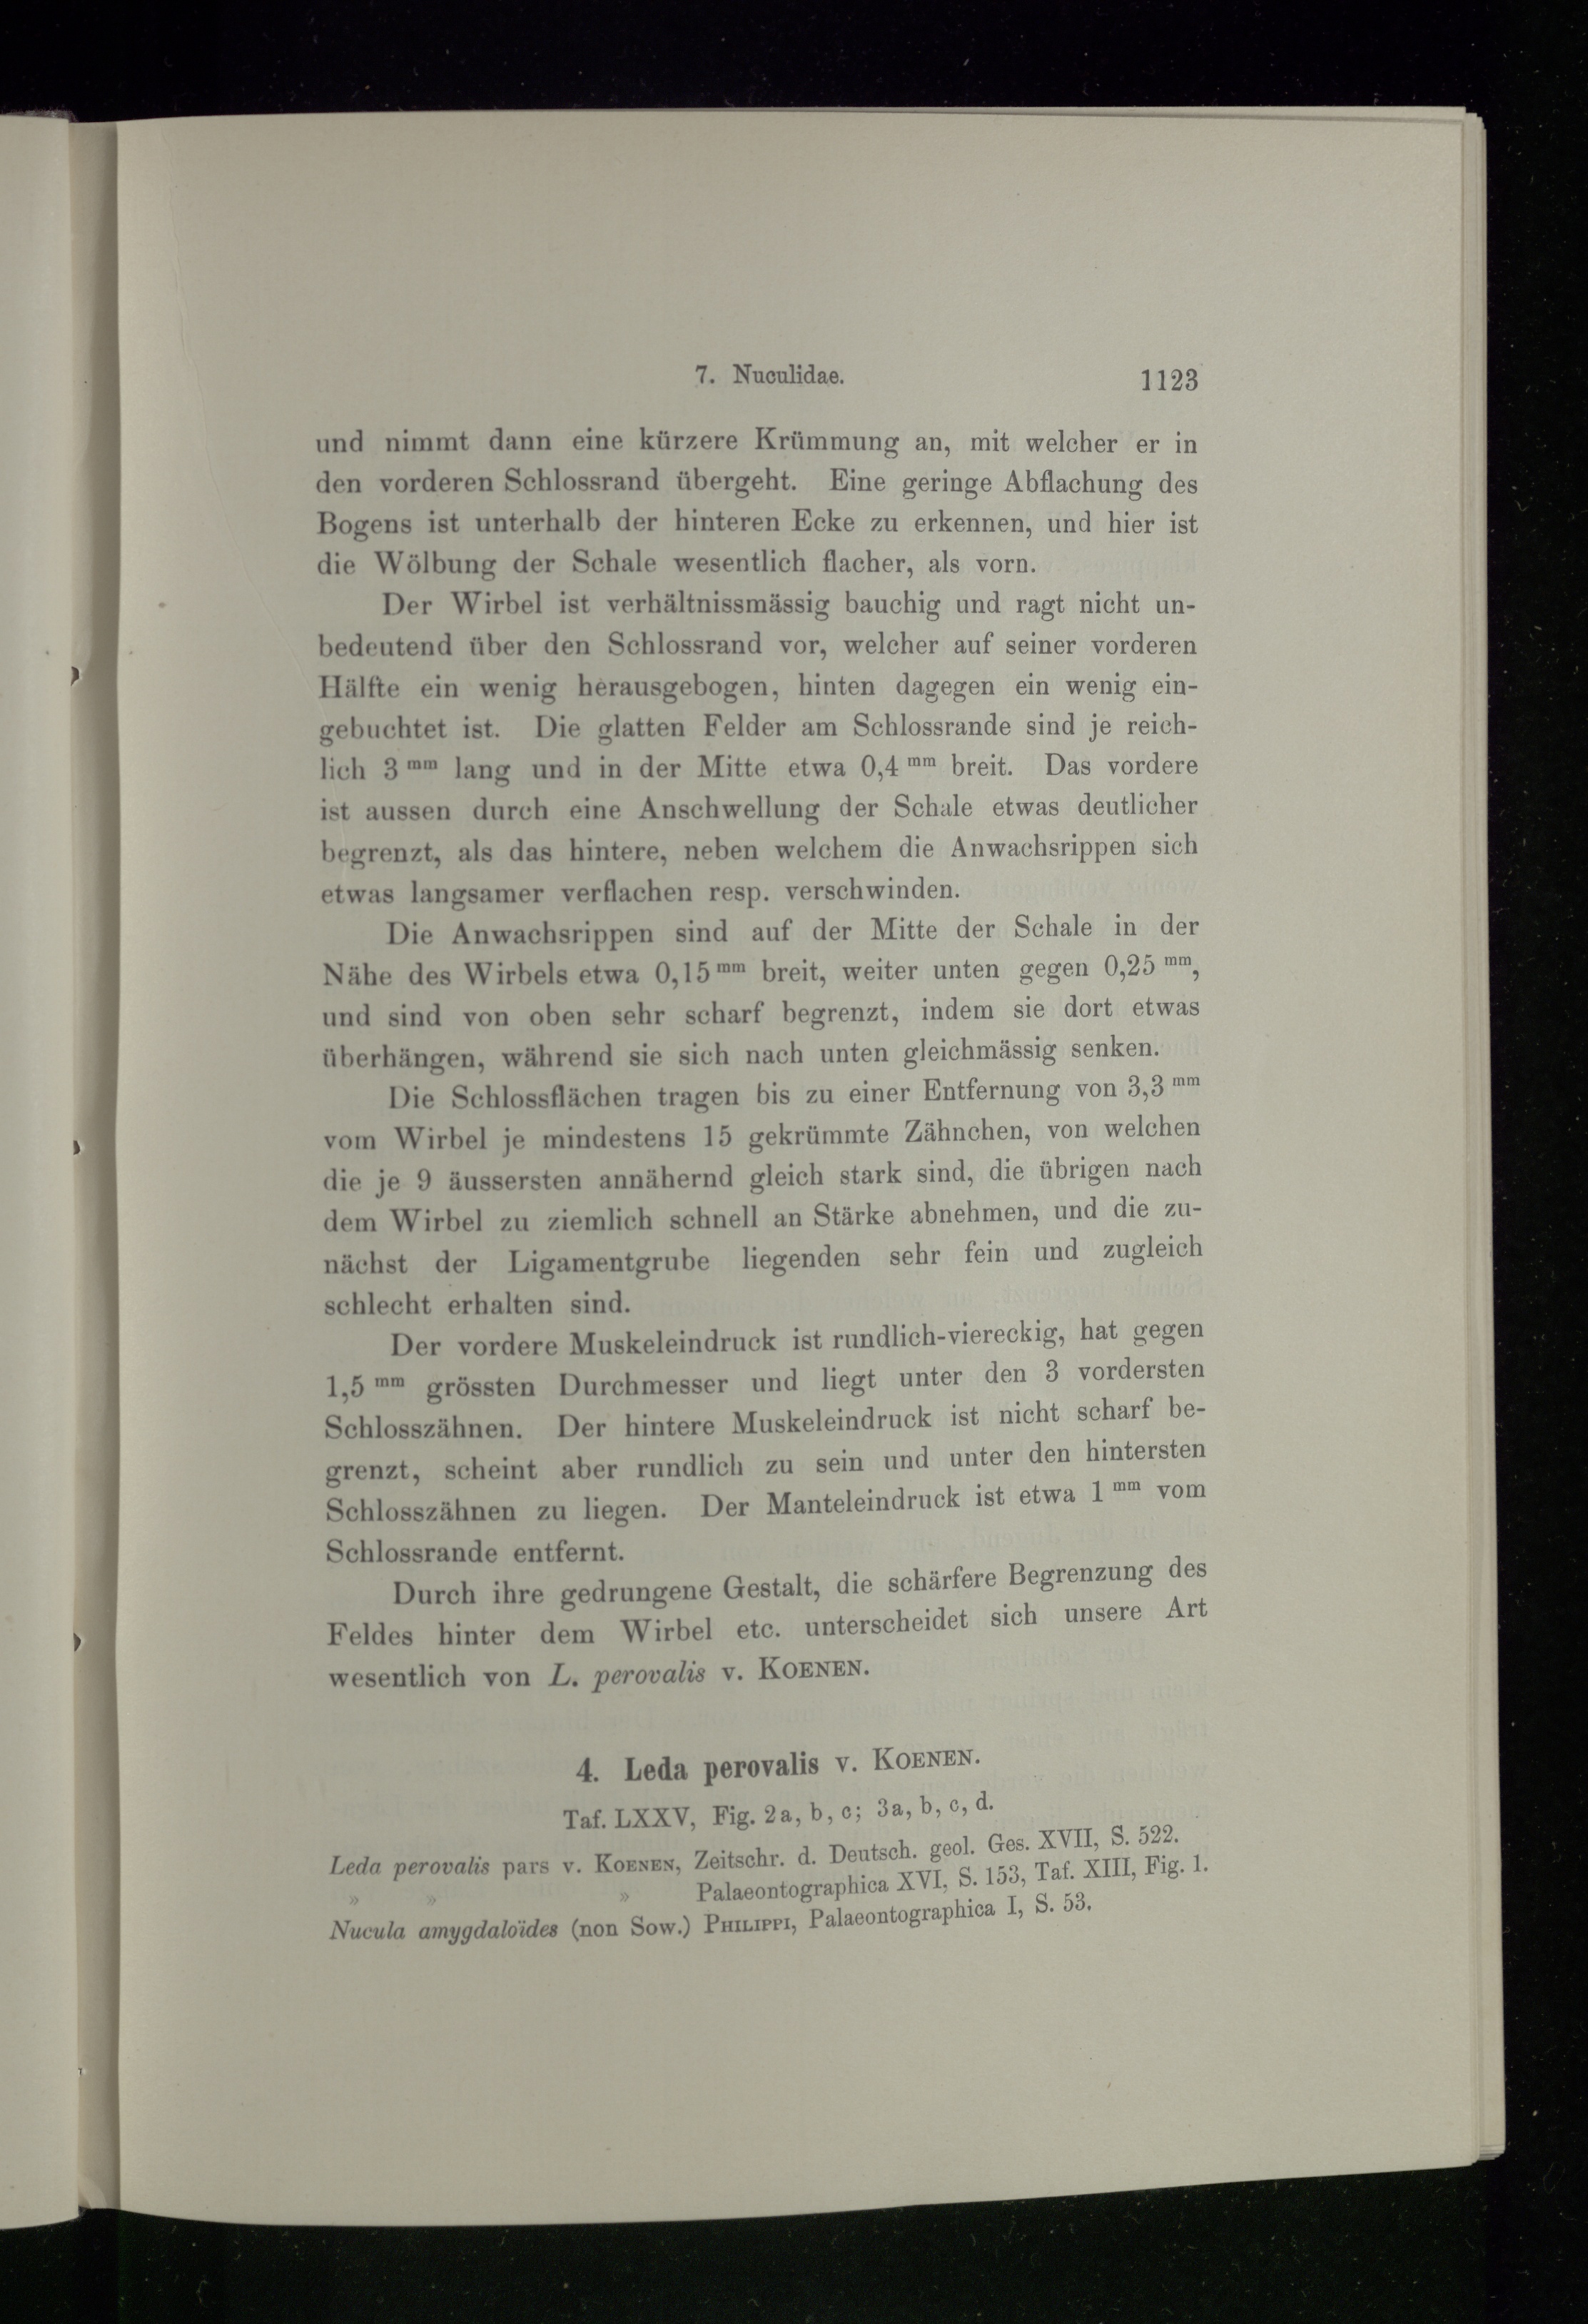 7. Nuculidae. 1123
und nimmt dann eine kürzere Krümmung an, mit welcher er in
den vorderen Schlossrand übergeht. Eine geringe Abflachung des
Bogens ist unterhalb der hinteren Ecke zu erkennen, und hier ist
die Wölbung der Schale wesentlich flacher, als vorn.
Der Wirbel ist verhältnissmässig bauchig und ragt nicht un-
bedeutend über den Schlossrand vor, welcher auf seiner vorderen
Hälfte ein wenig herausgebogen, hinten dagegen ein wenig ein-
gebuchtet ist. Die glatten Felder am Schlossrande sind je reich-
lich 3 mm lang und in der Mitte etwa 0,4 mm breit. Das vordere
ist aussen durch eine Anschwellung der Schale etwas deutlicher
begrenzt, als das hintere, neben welchem die Anwachsrippen sich
etwas langsamer verflachen resp. verschwinden.
Die Anwachsrippen sind auf der Mitte der Schale in der
Nähe des Wirbels etwa 0,15 mm breit, weiter unten gegen 0,25 mm,
und sind von oben sehr scharf begrenzt, indem sie dort etwas
überhängen, während sie sich nach unten gleichmässig senken.
Die Schlossflächen tragen bis zu einer Entfernung von 3,3 mm
vom Wirbel je mindestens 15 gekrümmte Zähnchen, von welchen
die je 9 äussersten annähernd gleich stark sind, die übrigen nach
dem Wirbel zu ziemlich schnell an Stärke abnehmen, und die zu-
nächst der Ligamentgrube liegenden sehr fein und zugleich
schlecht erhalten sind.
Der vordere Muskeleindruck ist rundlich-viereckig, hat gegen
1,5 mm grössten Durchmesser und liegt unter den 3 vordersten
Schlosszähnen. Der hintere Muskeleindruck ist nicht scharf be-
grenzt, scheint aber rundlich zu sein und unter den hintersten
Schlosszähnen zu liegen. Der Manteleindruck ist etwa 1 mm vom
Schlossrande entfernt.
Durch ihre gedrungene Gestalt, die schärfere Begrenzung des
Feldes hinter dem Wirbel etc. unterscheidet sich unsere Art
wesentlich von L. perovalis v. KOENEN.
4. Leda perovalis v. KOENEN.
Taf. LXXV, Fig. 2a, b, c; 3a, b, c, d.
Leda perovalis pars v. KOENEN, Zeitschr. d. Deutsch. geol. Ges. XVII, S. 522.
» » » Palaeontographica XVI, S. 153, Taf. XIII, Fig. 1.
Nucula amygdaloïdes (non Sow.) PHILIPPI, Palaeontographica I, S. 53.